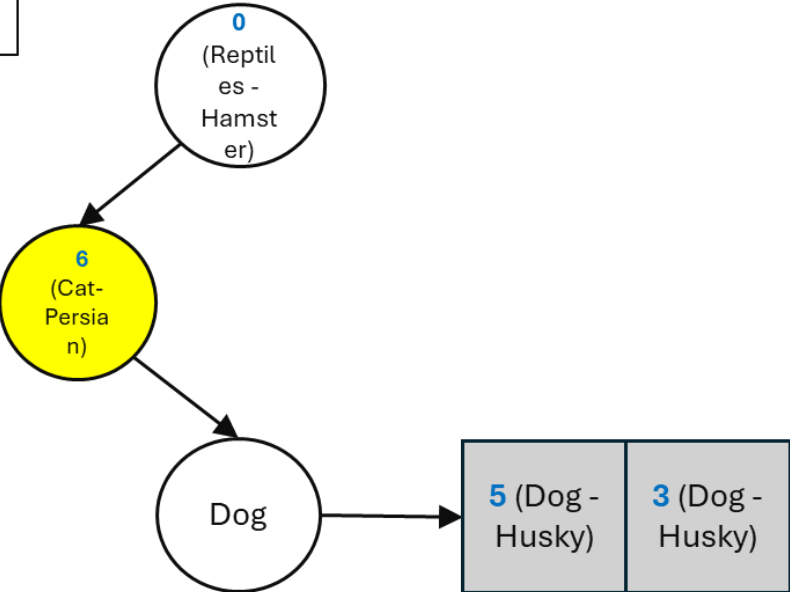 0
(Reptil
es -
Hamst
er)
6
(Cat-
Persia
n)
Dog
5 (Dog -
Husky)
3 (Dog -
Husky)